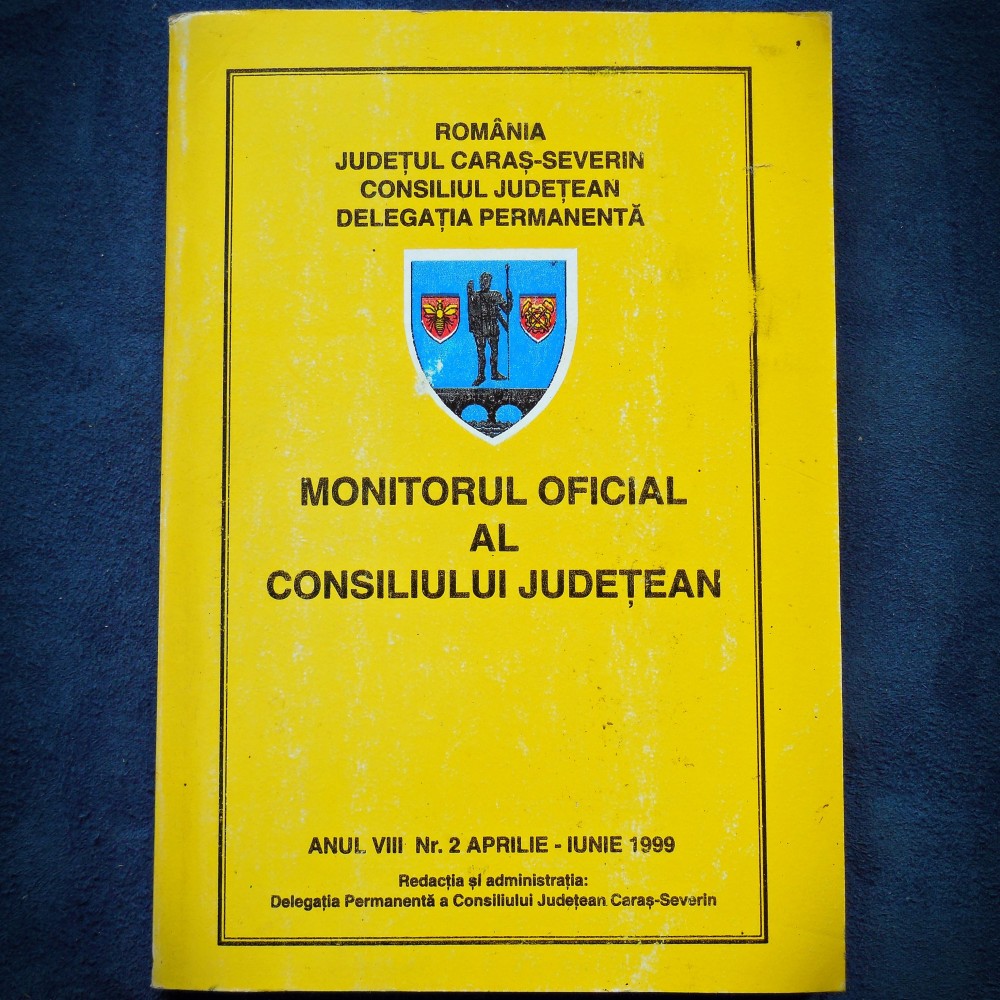 ROMÂNIA
JUDEȚUL CARAȘ-SEVERIN
CONSILIUL JUDEȚEAN
DELEGAȚIA PERMANENTĂ
MONITORUL OFICIAL
AL
CONSILIULUI JUDEȚEAN
ANUL VIII Nr. 2 APRILIE - IUNIE 1999
Redacția și administrația:
Delegația Permanentă a Consiliului Județean Caraș-Severin